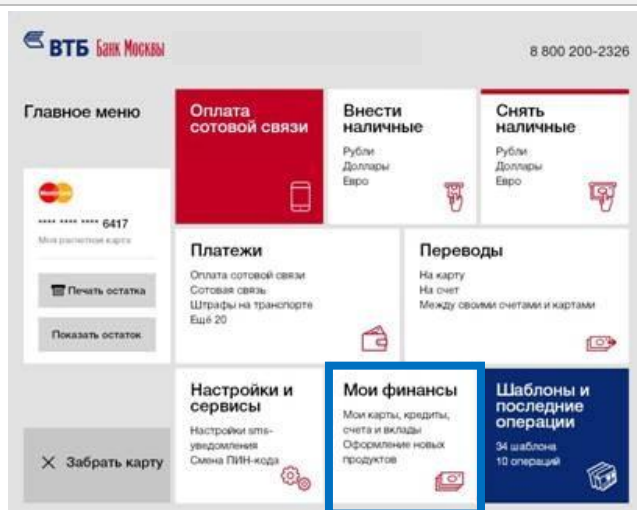 ВТБ Банк Москвы
8 800 200-2326
Главное меню
Оплата
сотовой связи
Внести
наличные
Рубли
Доллары
Евро
Снять
наличные
Рубли
Доллары
Евро
**** **** **** 6417
Моя расчетная карта
Печать остатка
Показать остаток
Платежи
Оплата сотовой связи
Сотовая связь
Штрафы на транспорте
Ещё 20
Переводы
На карту
На счет
Между своими счетами и картами
Настройки и
сервисы
Настройки sms-
уведомления
Смена ПИН-кода
Мои финансы
Мои карты, кредиты,
счета и вклады
Оформление новых
продуктов
Шаблоны и
последние
операции
34 шаблона
10 операций
Забрать карту